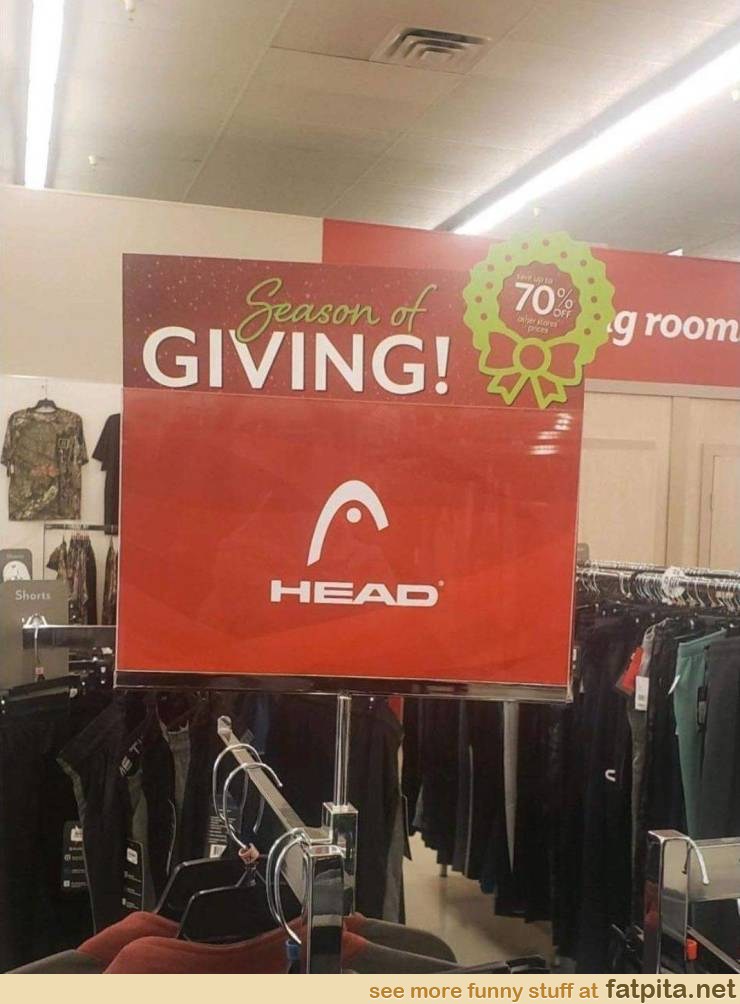 Season of
GIVING!
save up to
70% OFF
other stores'
prices
g room
HEAD
Shorts
see more funny stuff at fatpita.net